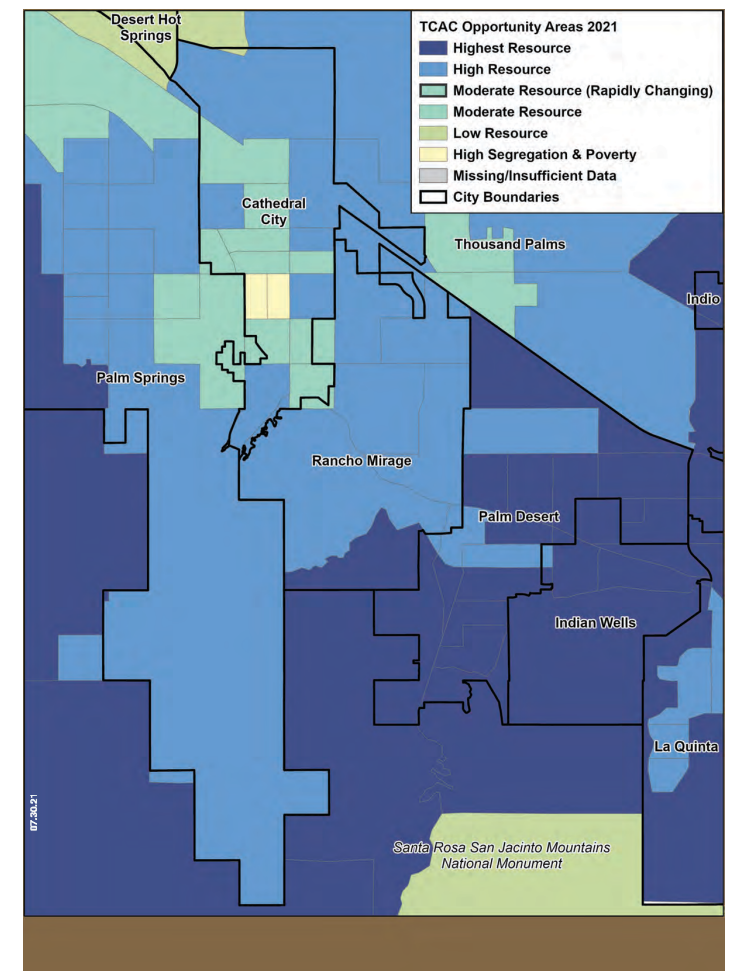 Desert Hot
Springs
TCAC Opportunity Areas 2021
Highest Resource
High Resource
Moderate Resource (Rapidly Changing)
Moderate Resource
Low Resource
High Segregation & Poverty
Missing/Insufficient Data
City Boundaries
Cathedral
City
Thousand Palms
Indio
Palm Springs
Rancho Mirage
Palm Desert
Indian Wells
La Quinta
07.30.21
Santa Rosa San Jacinto Mountains
National Monument